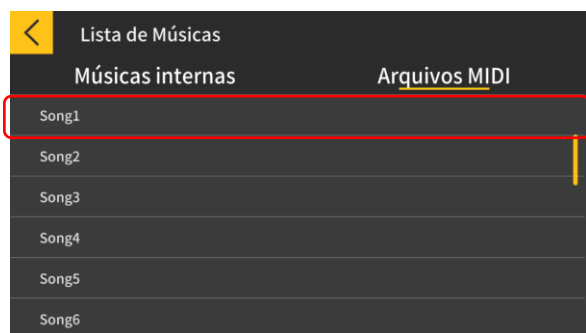 Lista de Músicas
Músicas internas Arquivos MIDI
Song1
Song2
Song3
Song4
Song5
Song6